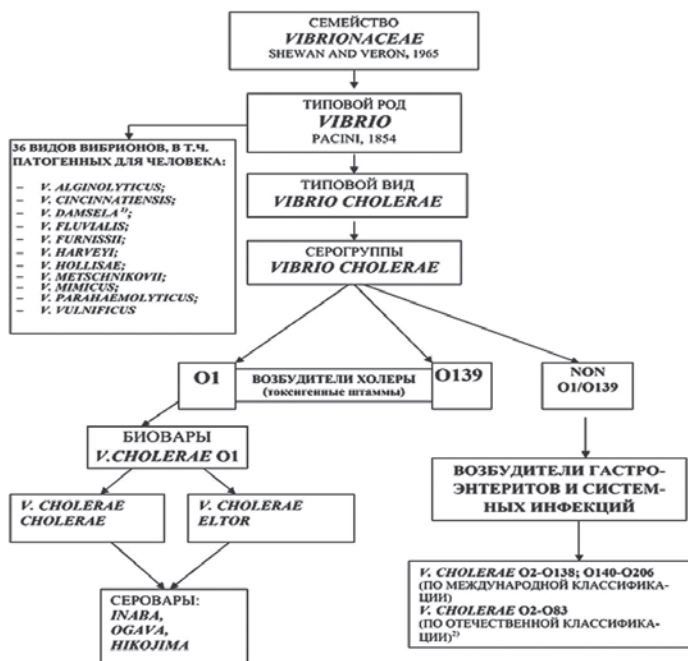 СЕМЕЙСТВО
VIBRIONACEAE
SHEWAN AND VERON, 1965
ТИПОВОЙ РОД
VIBRIO
PACINI, 1854
36 ВИДОВ ВИБРИОНОВ, В Т.Ч.
ПАТОГЕННЫХ ДЛЯ ЧЕЛОВЕКА:
– V. ALGINOLYTICUS;
– V. CINCINNATIENSIS;
– V. DAMSELA¹⁾;
– V. FLUVIALIS;
– V. FURNISSII;
– V. HARVEYI;
– V. HOLLISAE;
– V. METSCHNIKOVII;
– V. MIMICUS;
– V. PARAHAEMOLYTICUS;
– V. VULNIFICUS
ТИПОВОЙ ВИД
VIBRIO CHOLERAE
СЕРОГРУППЫ
VIBRIO CHOLERAE
O1
ВОЗБУДИТЕЛИ ХОЛЕРЫ
(токсигенные штаммы)
O139
NON
O1/O139
БИОВАРЫ
V.CHOLERAE O1
V. CHOLERAE
CHOLERAE
V. CHOLERAE
ELTOR
СЕРОВАРЫ:
INABA,
OGAVA,
HIKOJIMA
ВОЗБУДИТЕЛИ ГАСТРО-
ЭНТЕРИТОВ И СИСТЕМ-
НЫХ ИНФЕКЦИЙ
V. CHOLERAE O2-O138; O140-O206
(ПО МЕЖДУНАРОДНОЙ КЛАССИФИКА-
ЦИИ)
V. CHOLERAE O2-O83
(ПО ОТЕЧЕСТВЕННОЙ КЛАССИФИКА-
ЦИИ)²⁾